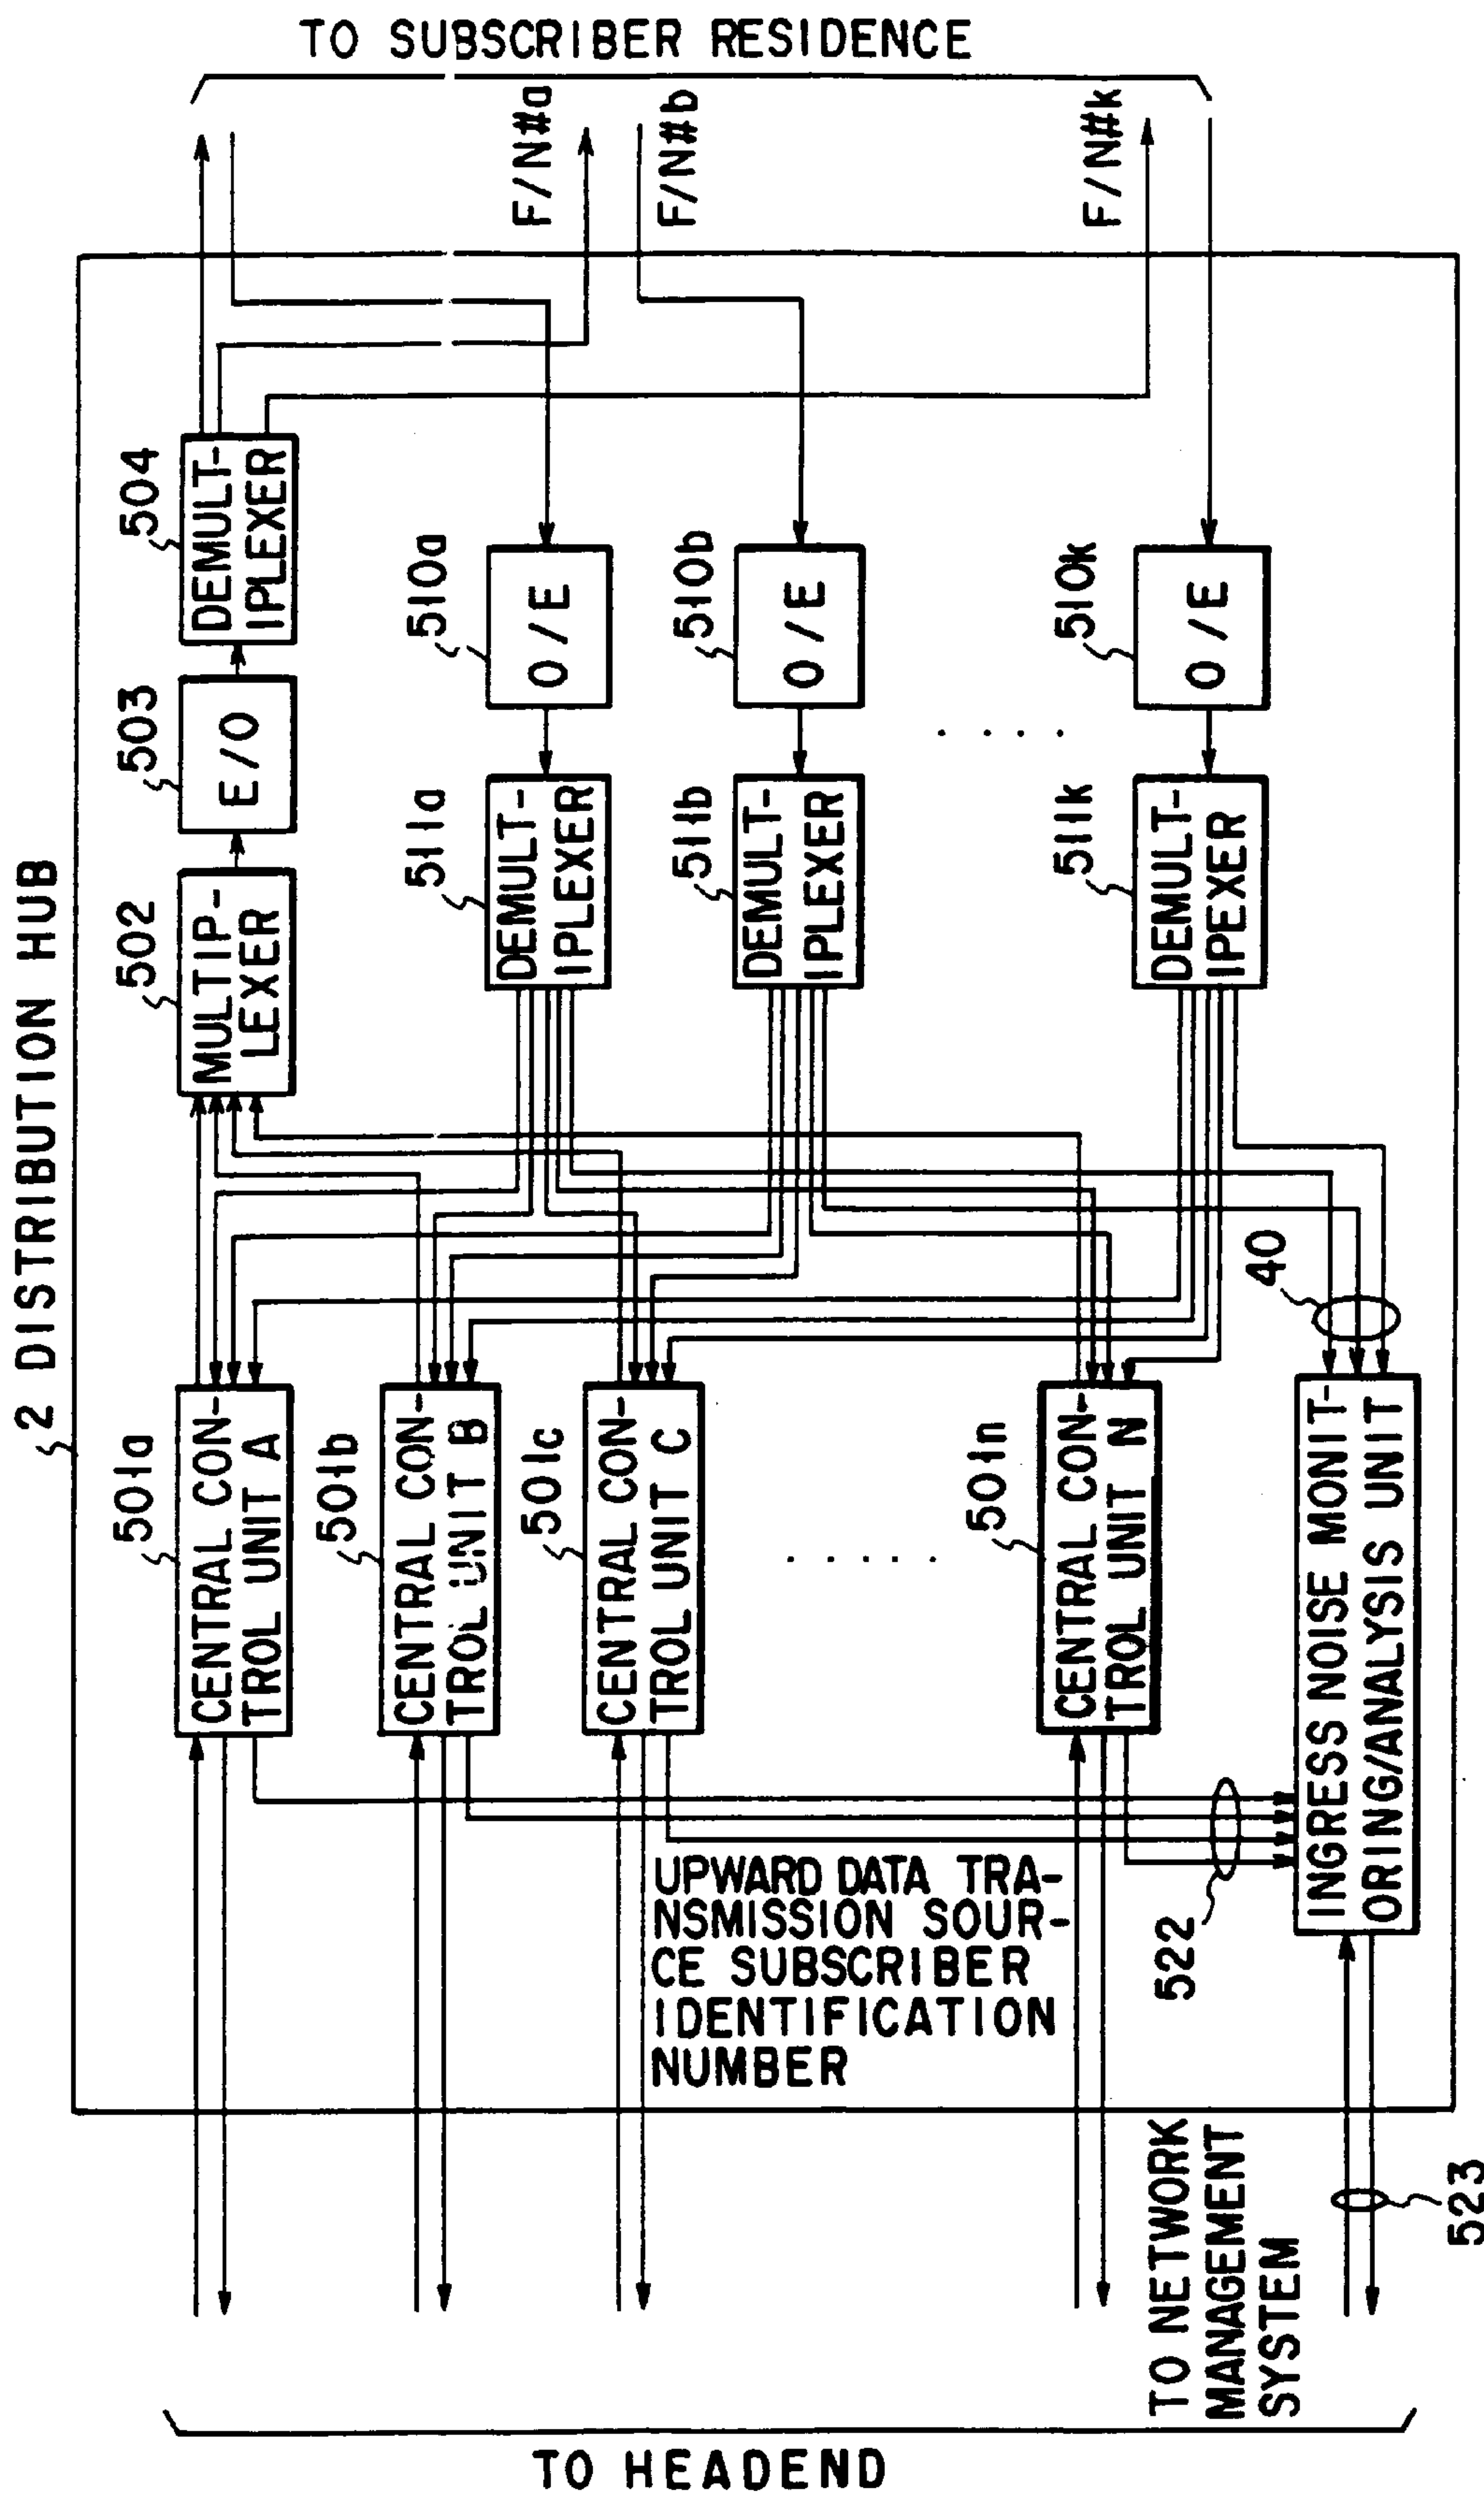 2 DISTRIBUTION HUB
TO HEADEND
TO SUBSCRIBER RESIDENCE
501a
CENTRAL CON-
TROL UNIT A
502
MULTIP-
LEXER
503
E/O
504
DEMULT-
IPLEXER
501b
CENTRAL CON-
TROL UNIT B
511a
DEMULT-
IPLEXER
510a
O/E
F/N#a
501c
CENTRAL CON-
TROL UNIT C
511b
DEMULT-
IPLEXER
510b
O/E
F/N#b
. . . . .
. . . .
501n
CENTRAL CON-
TROL UNIT N
511k
DEMULT-
IPEXER
510k
O/E
F/N#k
UPWARD DATA TRA-
NSMISSION SOUR-
CE SUBSCRIBER
IDENTIFICATION
NUMBER
522
40
INGRESS NOISE MONIT-
ORING/ANALYSIS UNIT
TO NETWORK
MANAGEMENT
SYSTEM
523